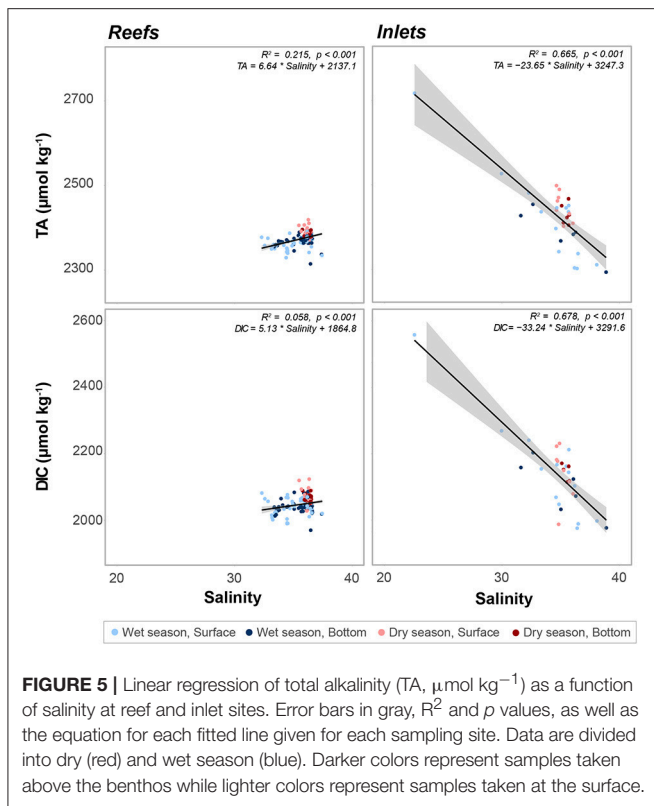 Reefs
Inlets
R² = 0.215, p < 0.001
TA = 6.64 * Salinity + 2137.1
R² = 0.665, p < 0.001
TA = −23.65 * Salinity + 3247.3
TA (µmol kg⁻¹)
2700
2500
2300
R² = 0.058, p < 0.001
DIC = 5.13 * Salinity + 1864.8
R² = 0.678, p < 0.001
DIC= −33.24 * Salinity + 3291.6
DIC (µmol kg⁻¹)
2600
2400
2200
2000
20 30 40
20 30 40
Salinity
Salinity
Wet season, Surface
Wet season, Bottom
Dry season, Surface
Dry season, Bottom
FIGURE 5 | Linear regression of total alkalinity (TA, µmol kg⁻¹) as a function
of salinity at reef and inlet sites. Error bars in gray, R² and p values, as well as
the equation for each fitted line given for each sampling site. Data are divided
into dry (red) and wet season (blue). Darker colors represent samples taken
above the benthos while lighter colors represent samples taken at the surface.